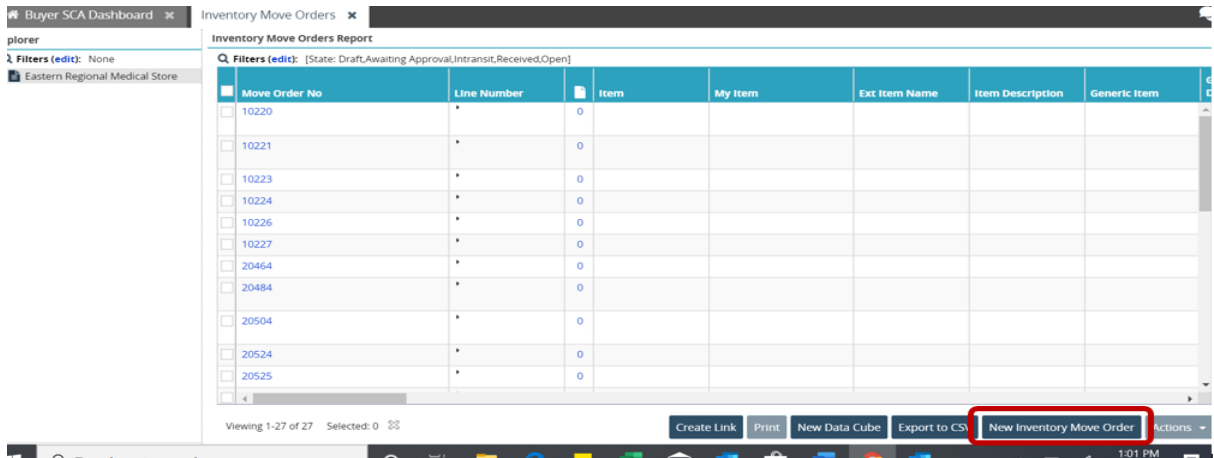 Buyer SCA Dashboard ✖ Inventory Move Orders ✖
plorer Inventory Move Orders Report
Filters (edit): None Filters (edit): [State: Draft,Awaiting Approval,Intransit,Received,Open]
Eastern Regional Medical Store
Move Order No Line Number Item My Item Ext Item Name Item Description Generic Item
10220 0
10221 0
10223 0
10224 0
10226 0
10227 0
20464 0
20484 0
20504 0
20524 0
20525 0
Viewing 1-27 of 27 Selected: 0 Create Link Print New Data Cube Export to CSV New Inventory Move Order Actions
1:01 PM